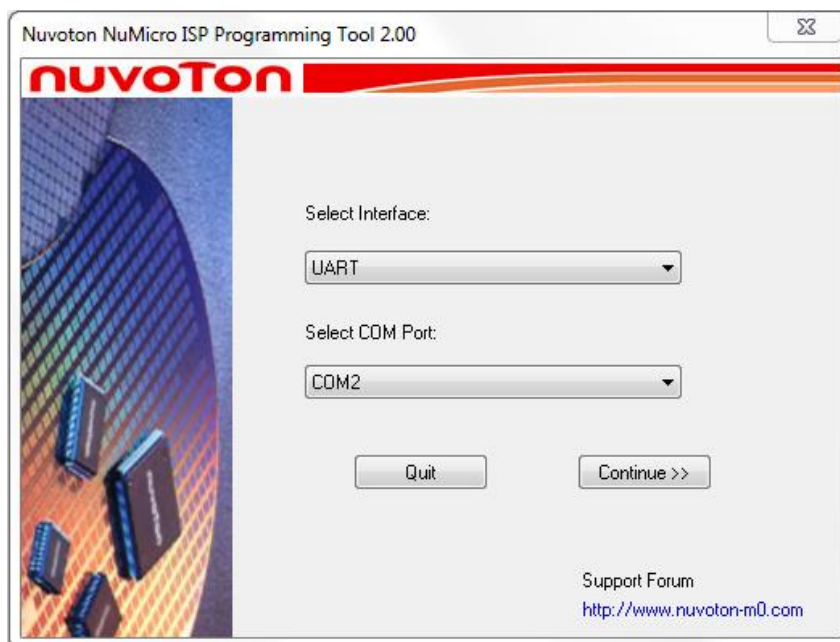 Nuvoton NuMicro ISP Programming Tool 2.00
nuvoTon
Select Interface:
UART
Select COM Port:
COM2
Quit
Continue >>
nuvoTon
Support Forum
http://www.nuvoton-m0.com